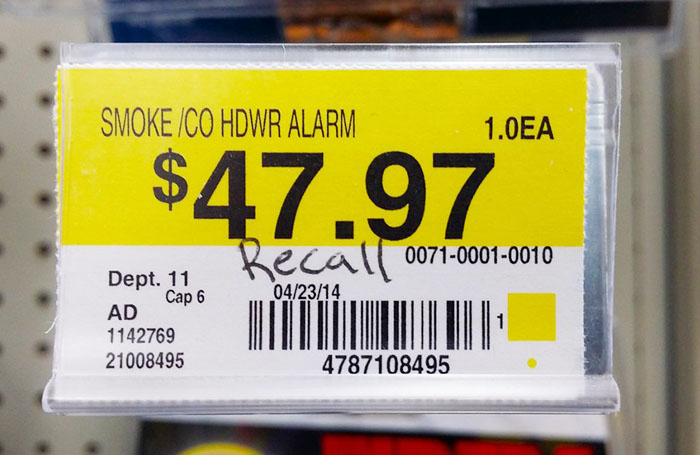 SMOKE /CO HDWR ALARM 1.0EA
$47.97
Recall 0071-0001-0010
Dept. 11
Cap 6 04/23/14
AD
1142769 1
21008495 4787108495